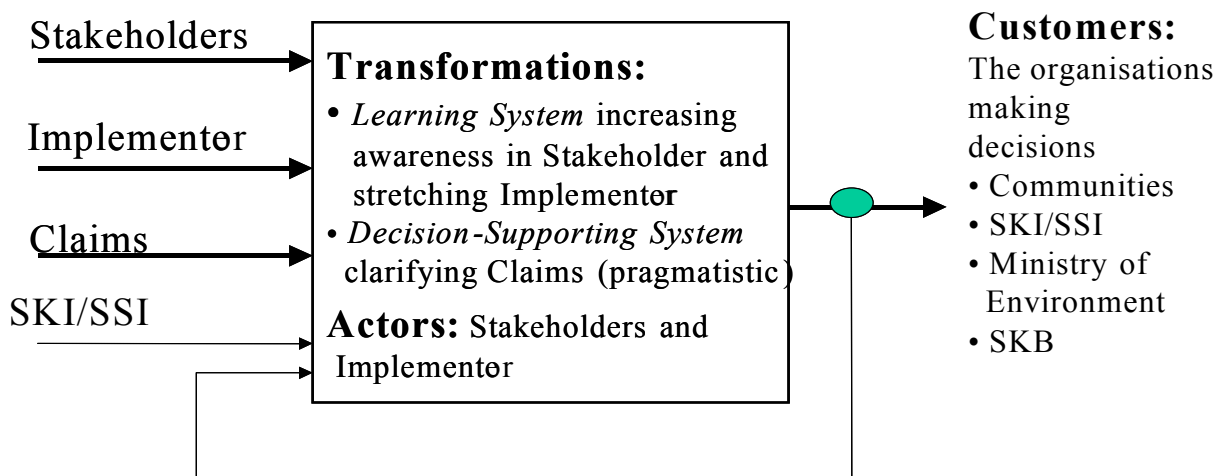 Stakeholders
Implementor
Claims
SKI/SSI
Transformations:
• Learning System increasing
awareness in Stakeholder and
stretching Implementor
• Decision-Supporting System
clarifying Claims (pragmatistic)
Actors: Stakeholders and
Implementor
Customers:
The organisations
making
decisions
• Communities
• SKI/SSI
• Ministry of
Environment
• SKB